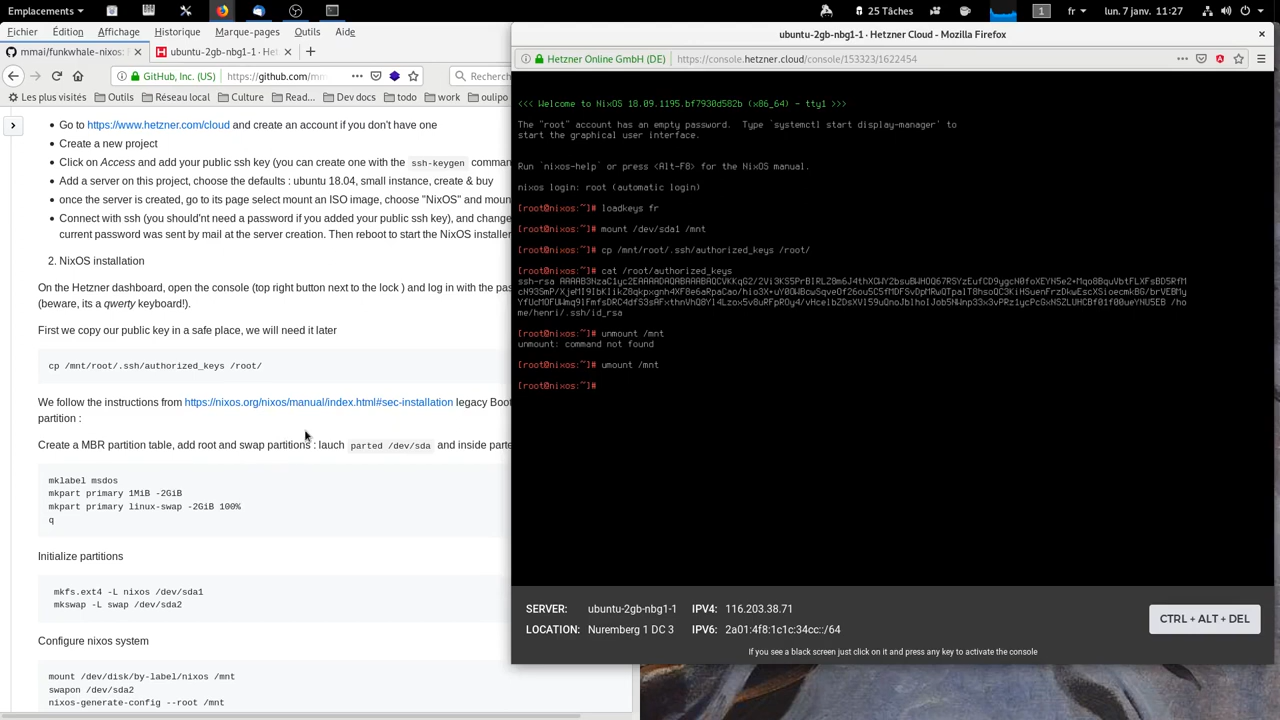 Emplacements
25 Tâches
1
fr
lun. 7 janv. 11:27
Fichier Édition Affichage Historique Outils Aide
mmai/funkwhale-nixos:
ubuntu-2gb-nbg1-1 · Het
GitHub, Inc. (US)
https://github.com/mm
Recherch
Les plus visités Outils Réseau local Culture Read... Dev docs todo work oulipo
Go to https://www.hetzner.com/cloud and create an account if you don't have one
Create a new project
Click on Access and add your public ssh key (you can create one with the ssh-keygen comman
Add a server on this project, choose the defaults : ubuntu 18.04, small instance, create & buy
once the server is created, go to its page select mount an ISO image, choose "NixOS" and moun
Connect with ssh (you should'nt need a password if you added your public ssh key), and change
current password was sent by mail at the server creation. Then reboot to start the NixOS installer
2. NixOS installation
On the Hetzner dashboard, open the console (top right button next to the lock ) and log in with the pas
(beware, its a qwerty keyboard!).
First we copy our public key in a safe place, we will need it later
cp /mnt/root/.ssh/authorized_keys /root/
We follow the instructions from https://nixos.org/nixos/manual/index.html#sec-installation legacy Boot
partition :
Create a MBR partition table, add root and swap partitions : lauch parted /dev/sda and inside parte
mklabel msdos
mkpart primary 1MiB -2GiB
mkpart primary linux-swap -2GiB 100%
q
Initialize partitions
mkfs.ext4 -L nixos /dev/sda1
mkswap -L swap /dev/sda2
Configure nixos system
mount /dev/disk/by-label/nixos /mnt
swapon /dev/sda2
nixos-generate-config --root /mnt
ubuntu-2gb-nbg1-1 - Hetzner Cloud - Mozilla Firefox
Hetzner Online GmbH (DE)
https://console.hetzner.cloud/console/153323/1622454
<<< Welcome to NixOS 18.09.1195.bf7930d582b (x86_64) - tty1 >>>
The "root" account has an empty password. Type `systemctl start display-manager' to
start the graphical user interface.
Run `nixos-help` or press <Alt-F8> for the NixOS manual.
nixos login: root (automatic login)
[root@nixos:~]# loadkeys fr
[root@nixos:~]# mount /dev/sda1 /mnt
[root@nixos:~]# cp /mnt/root/.ssh/authorized_keys /root/
[root@nixos:~]# cat /root/authorized_keys
ssh-rsa
/ho
me/henri/.ssh/id_rsa
[root@nixos:~]# unmount /mnt
unmount: command not found
[root@nixos:~]# umount /mnt
[root@nixos:~]#
SERVER: ubuntu-2gb-nbg1-1 IPV4: 116.203.38.71
LOCATION: Nuremberg 1 DC 3 IPV6: 2a01:4f8:1c1c:34cc::/64
CTRL + ALT + DEL
If you see a black screen just click on it and press any key to activate the console